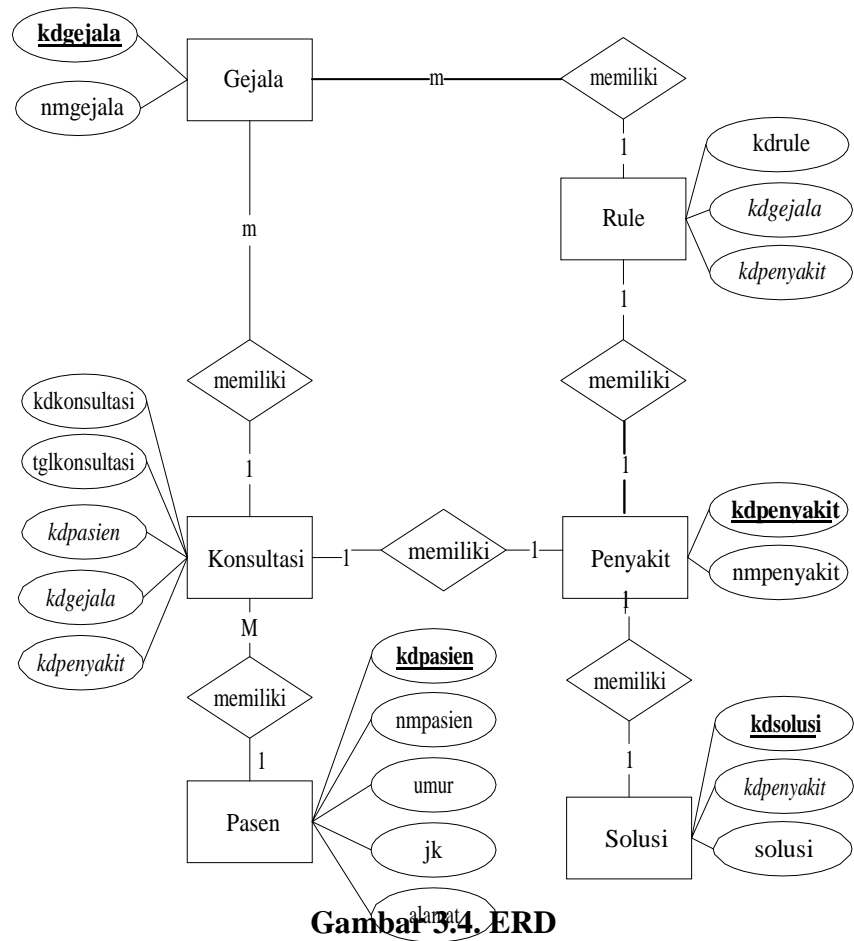 kdgejala
Gejala
m
memiliki
nmgejala
1
kdrule
Rule
kdgejala
kdpenyakit
m
1
memiliki
memiliki
kdkonsultasi
tglkonsultasi
1
1
kdpasien
kdgejala
kdpenyakit
Konsultasi
1
memiliki
1
Penyakit
kdpenyakit
nmpenyakit
M
1
memiliki
memiliki
kdpasien
nmpasien
umur
jk
alamat
1
Pasen
kdsolusi
kdpenyakit
solusi
1
Solusi
Gambar 3.4. ERD